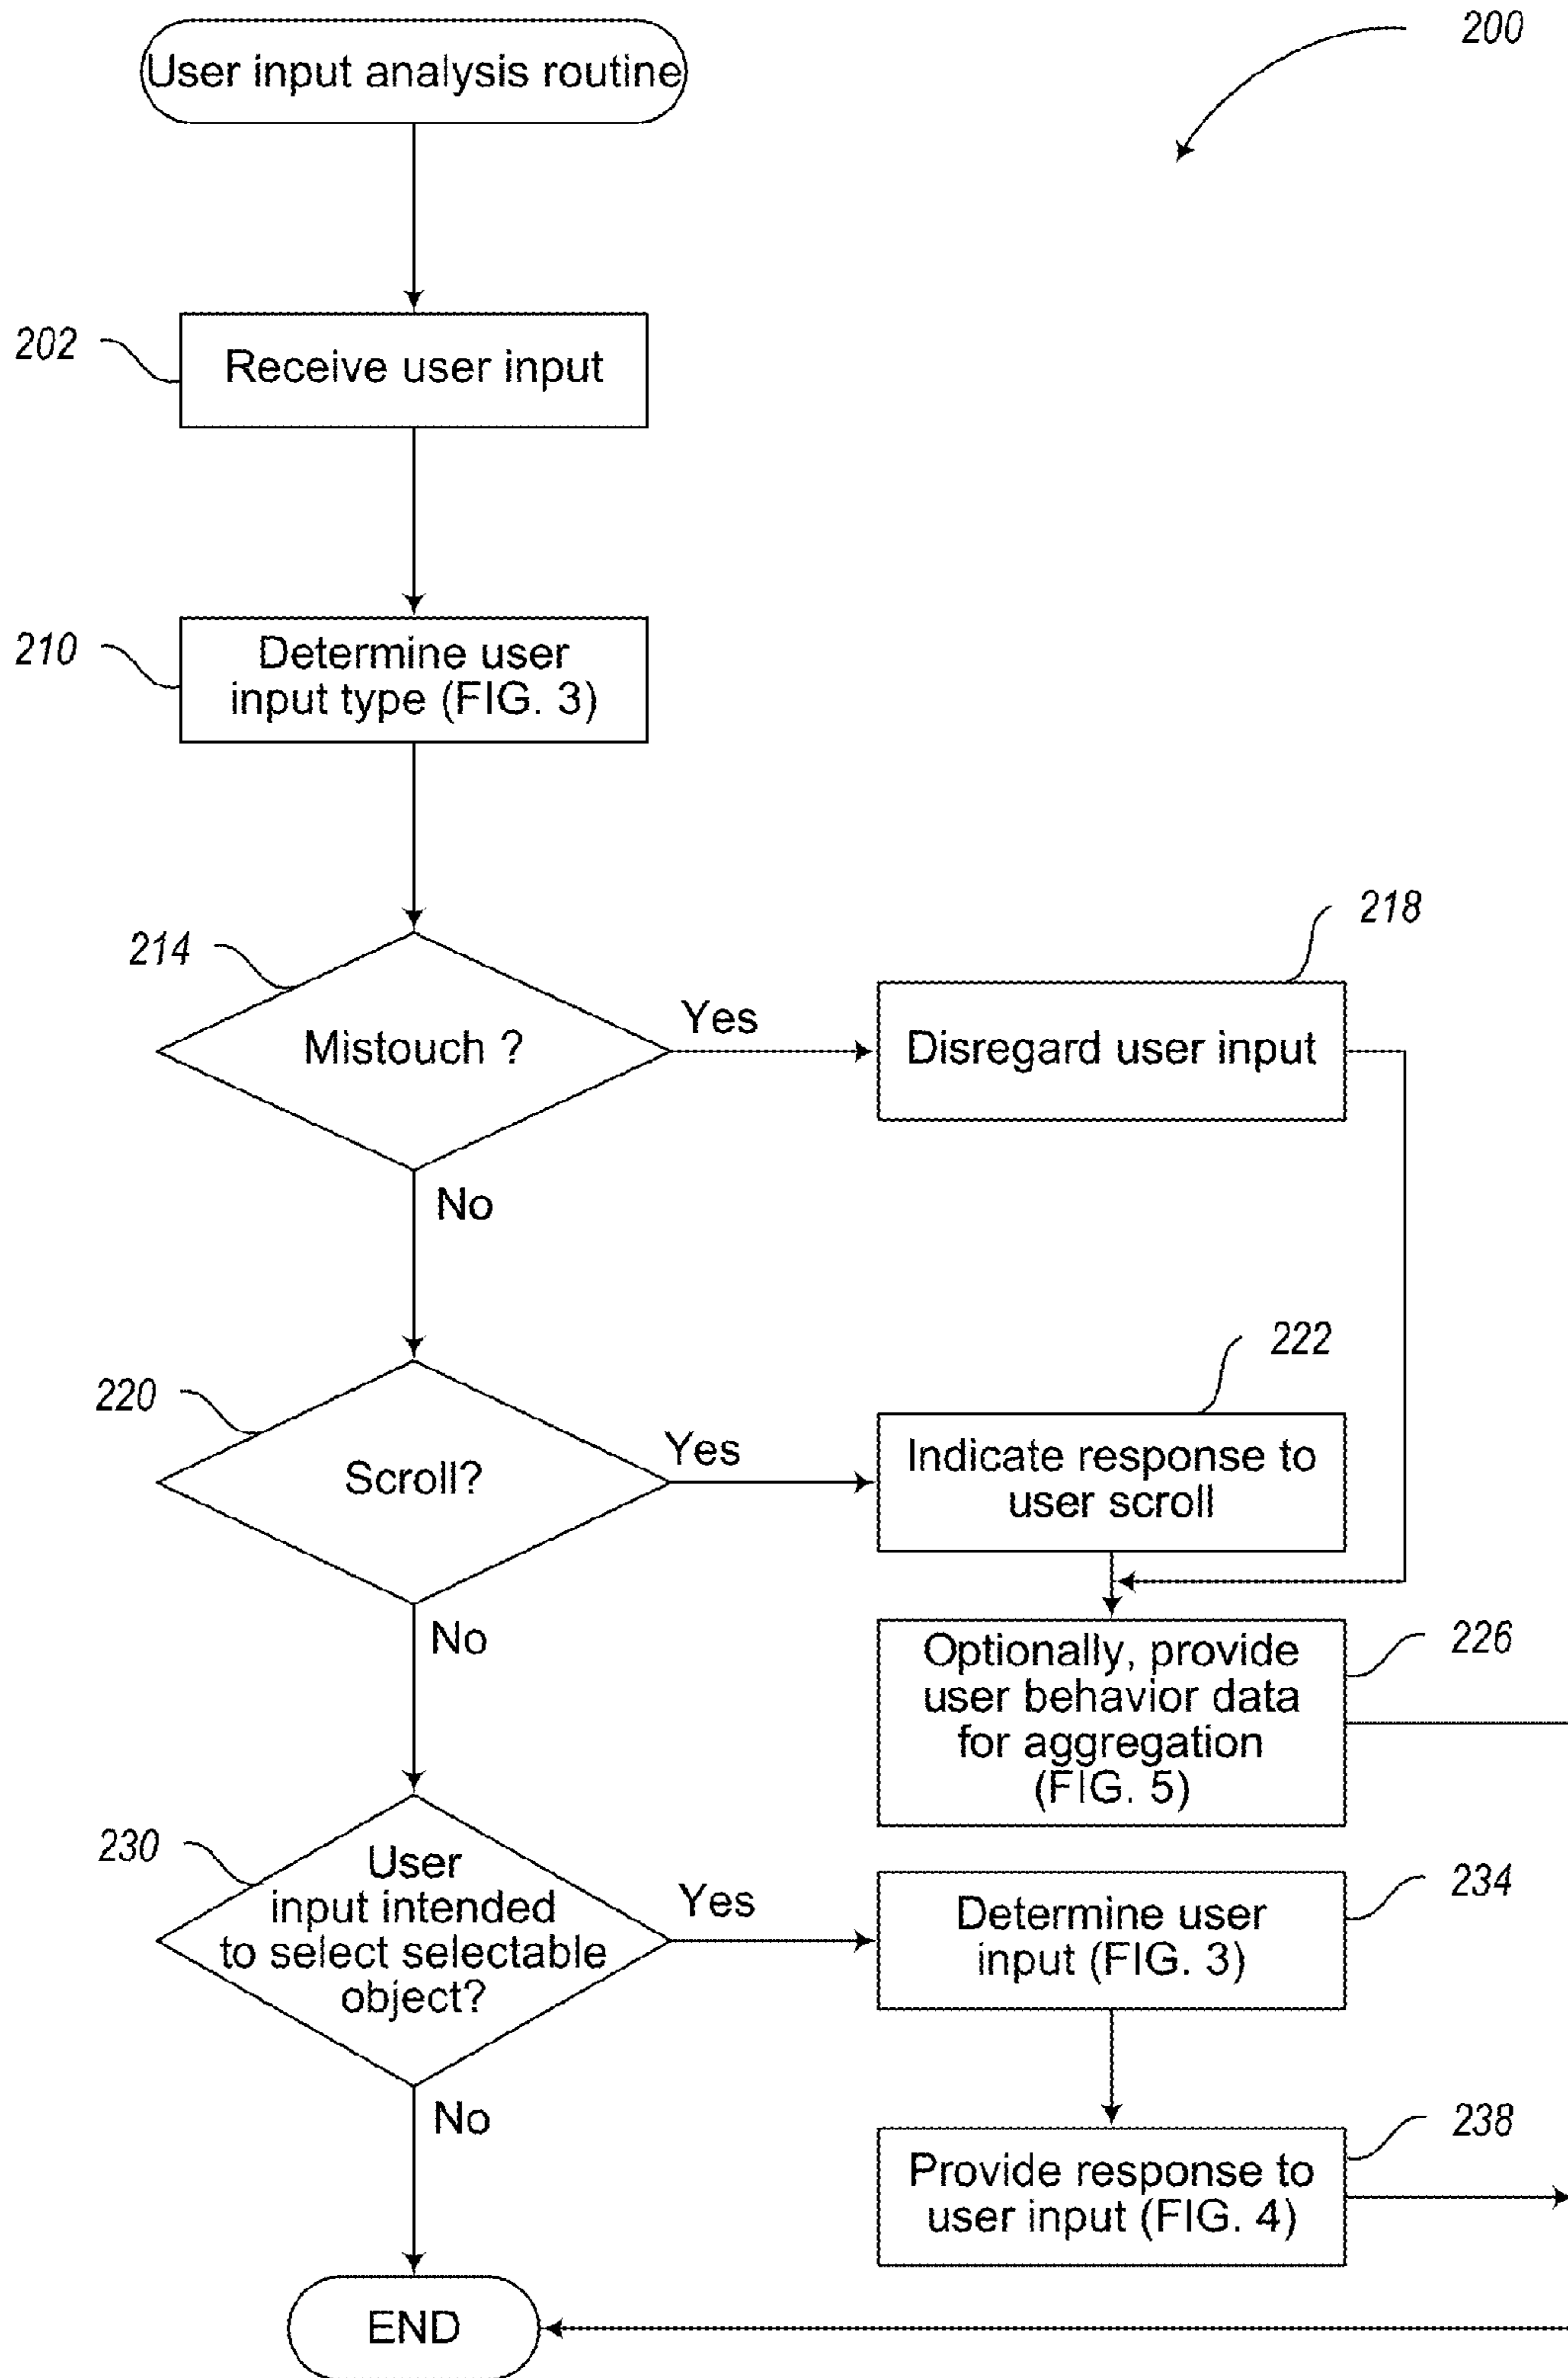 200
User input analysis routine
202
Receive user input
210
Determine user
input type (FIG. 3)
214
Mistouch ?
Yes
218
Disregard user input
No
220
Scroll?
Yes
222
Indicate response to
user scroll
226
Optionally, provide
user behavior data
for aggregation
(FIG. 5)
No
230
User
input intended
to select selectable
object?
Yes
234
Determine user
input (FIG. 3)
238
Provide response to
user input (FIG. 4)
No
END